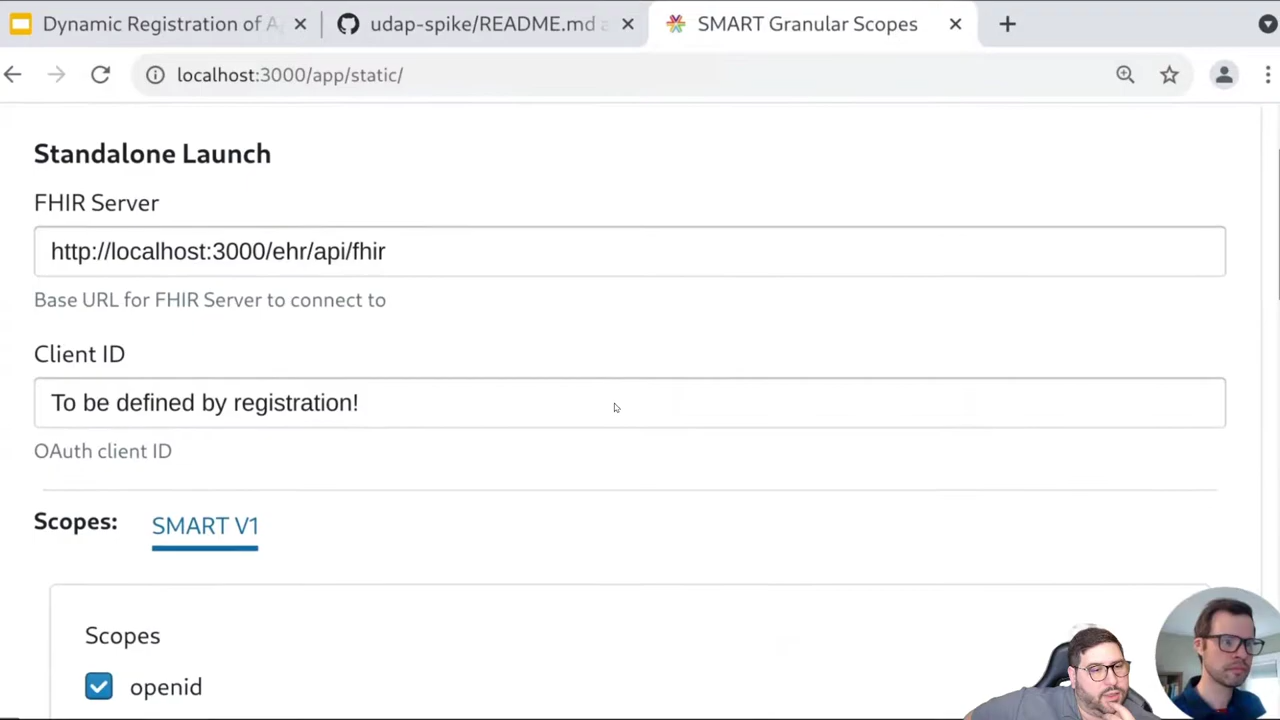 Dynamic Registration of A
udap-spike/README.md a
SMART Granular Scopes
localhost:3000/app/static/
Standalone Launch
FHIR Server
http://localhost:3000/ehr/api/fhir
Base URL for FHIR Server to connect to
Client ID
To be defined by registration!
OAuth client ID
Scopes: SMART V1
Scopes
openid